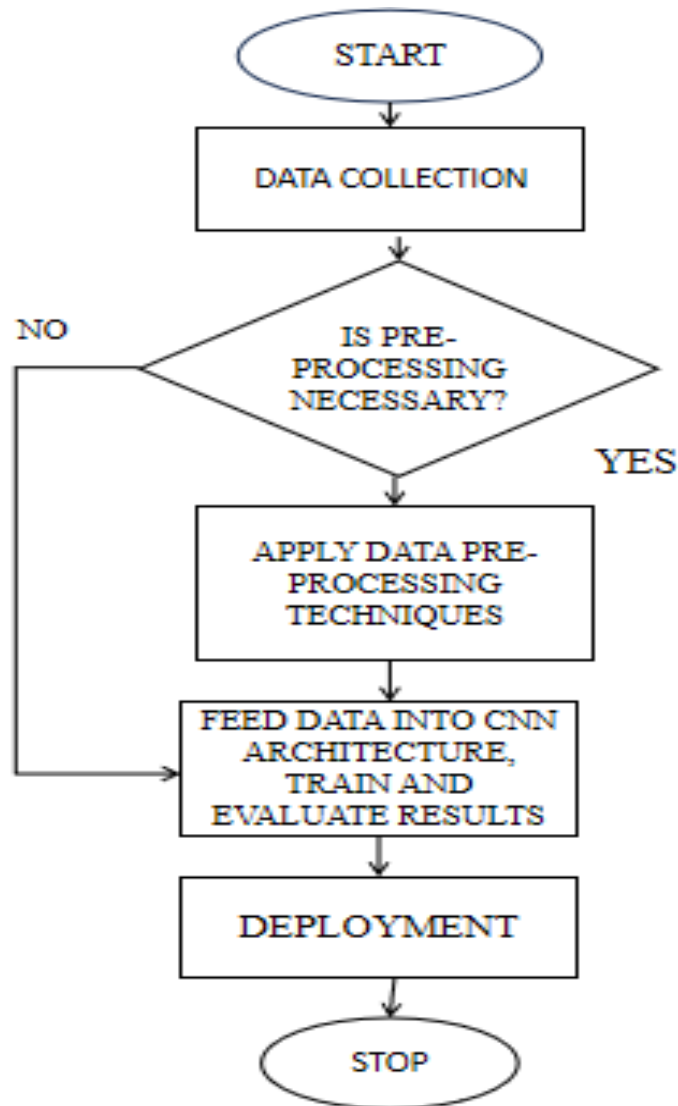 START
DATA COLLECTION
NO
IS PRE-
PROCESSING
NECESSARY?
YES
APPLY DATA PRE-
PROCESSING
TECHNIQUES
FEED DATA INTO CNN
ARCHITECTURE,
TRAIN AND
EVALUATE RESULTS
DEPLOYMENT
STOP